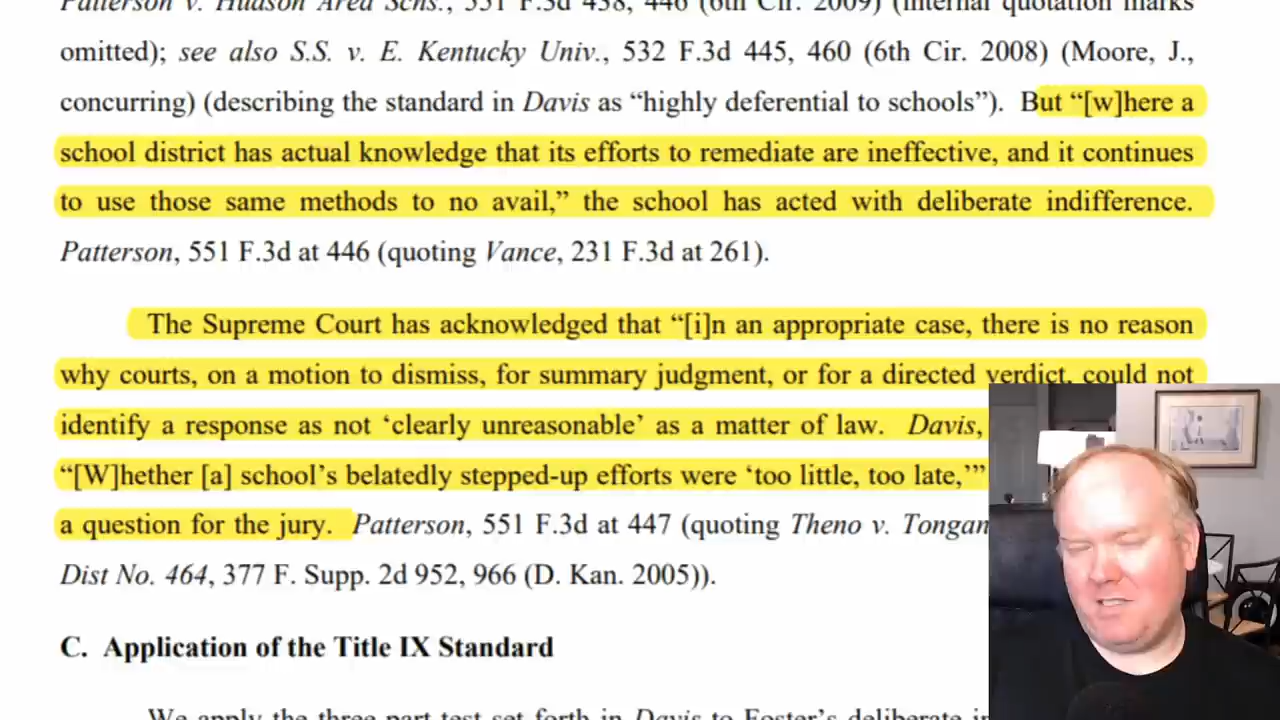 Patterson v. Hudson Area Schs., 551 F.3d 438, 446 (6th Cir. 2009) (internal quotation marks
omitted); see also S.S. v. E. Kentucky Univ., 532 F.3d 445, 460 (6th Cir. 2008) (Moore, J.,
concurring) (describing the standard in Davis as “highly deferential to schools”). But “[w]here a
school district has actual knowledge that its efforts to remediate are ineffective, and it continues
to use those same methods to no avail,” the school has acted with deliberate indifference.
Patterson, 551 F.3d at 446 (quoting Vance, 231 F.3d at 261).
The Supreme Court has acknowledged that “[i]n an appropriate case, there is no reason
why courts, on a motion to dismiss, for summary judgment, or for a directed verdict, could not
identify a response as not ‘clearly unreasonable’ as a matter of law. Davis,
“[W]hether [a] school’s belatedly stepped-up efforts were ‘too little, too late,’”
a question for the jury. Patterson, 551 F.3d at 447 (quoting Theno v. Tongan
Dist No. 464, 377 F. Supp. 2d 952, 966 (D. Kan. 2005)).
C. Application of the Title IX Standard
We apply the three-part test set forth in Davis to Foster’s deliberate